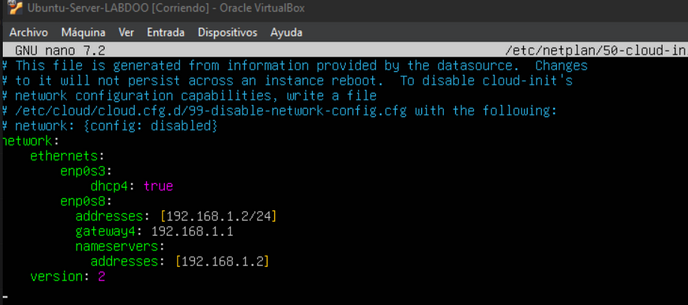 Ubuntu-Server-LABDOO [Corriendo] - Oracle VirtualBox
Archivo Máquina Ver Entrada Dispositivos Ayuda
GNU nano 7.2 /etc/netplan/50-cloud-in
# This file is generated from information provided by the datasource. Changes
# to it will not persist across an instance reboot. To disable cloud-init's
# network configuration capabilities, write a file
# /etc/cloud/cloud.cfg.d/99-disable-network-config.cfg with the following:
# network: {config: disabled}
network:
    ethernets:
        enp0s3:
            dhcp4: true
        enp0s8:
          addresses: [192.168.1.2/24]
          gateway4: 192.168.1.1
          nameservers:
            addresses: [192.168.1.2]
    version: 2